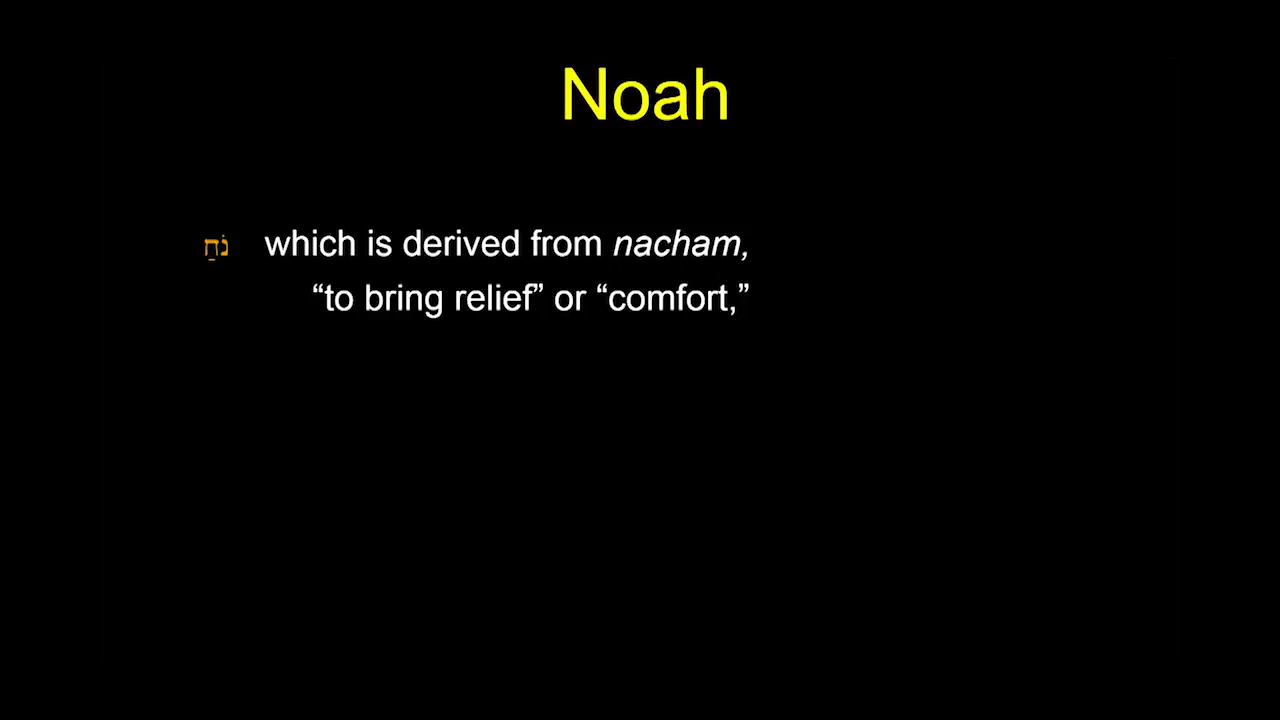 Noah
נֹחַ which is derived from nacham,
“to bring relief” or “comfort,”